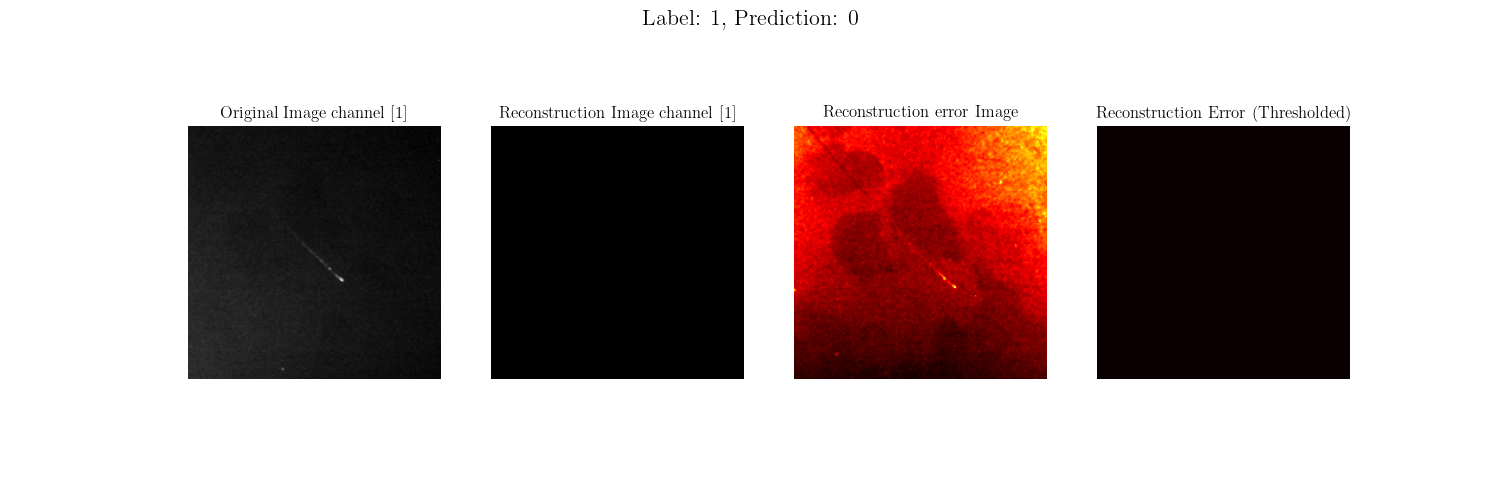 Label: 1, Prediction: 0
Original Image channel [1]
Reconstruction Image channel [1]
Reconstruction error Image
Reconstruction Error (Thresholded)